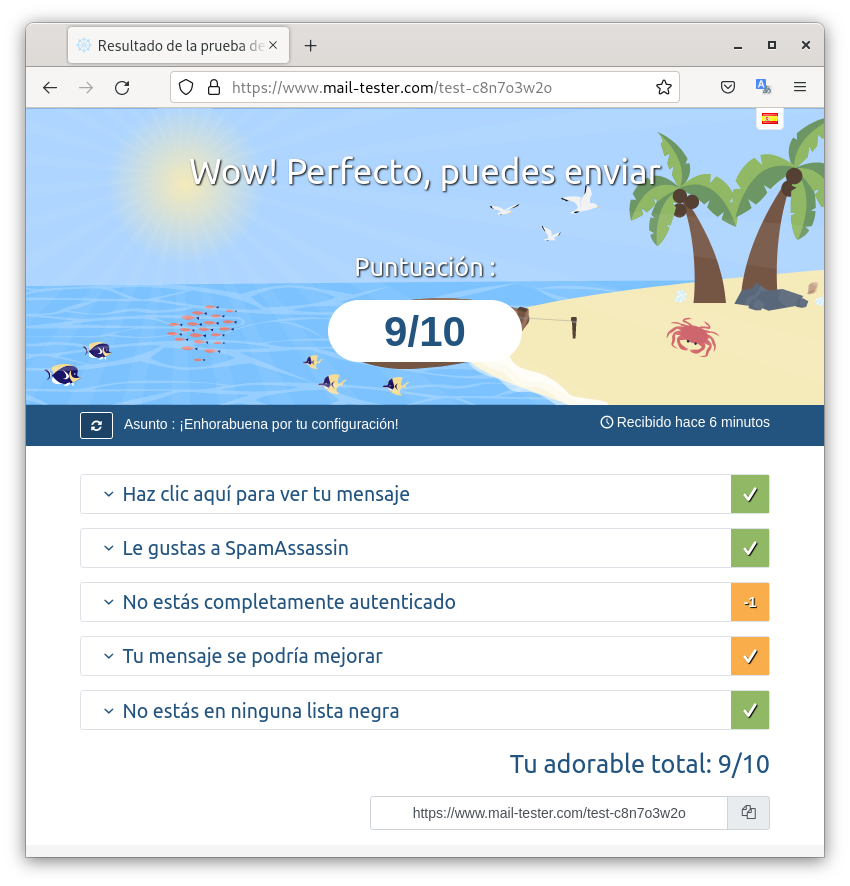 Resultado de la prueba de
https://www.mail-tester.com/test-c8n7o3w2o
Wow! Perfecto, puedes enviar
Puntuación :
9/10
Asunto : ¡Enhorabuena por tu configuración!
Recibido hace 6 minutos
Haz clic aquí para ver tu mensaje
Le gustas a SpamAssassin
No estás completamente autenticado
-1
Tu mensaje se podría mejorar
No estás en ninguna lista negra
Tu adorable total: 9/10
https://www.mail-tester.com/test-c8n7o3w2o